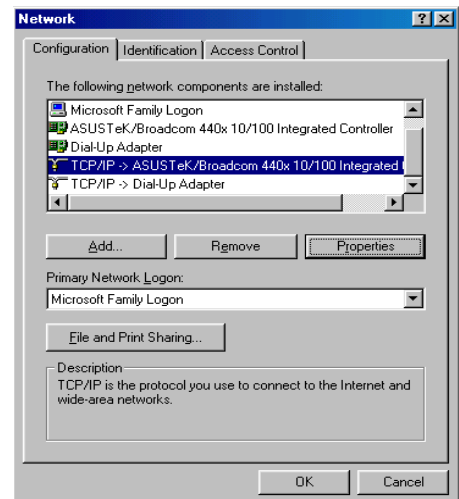 Network
Configuration Identification Access Control
The following network components are installed:
Microsoft Family Logon
ASUSTeK/Broadcom 440x 10/100 Integrated Controller
Dial-Up Adapter
TCP/IP -> ASUSTeK/Broadcom 440x 10/100 Integrated
TCP/IP -> Dial-Up Adapter
Add... Remove Properties
Primary Network Logon:
Microsoft Family Logon
File and Print Sharing...
Description
TCP/IP is the protocol you use to connect to the Internet and
wide-area networks.
OK Cancel